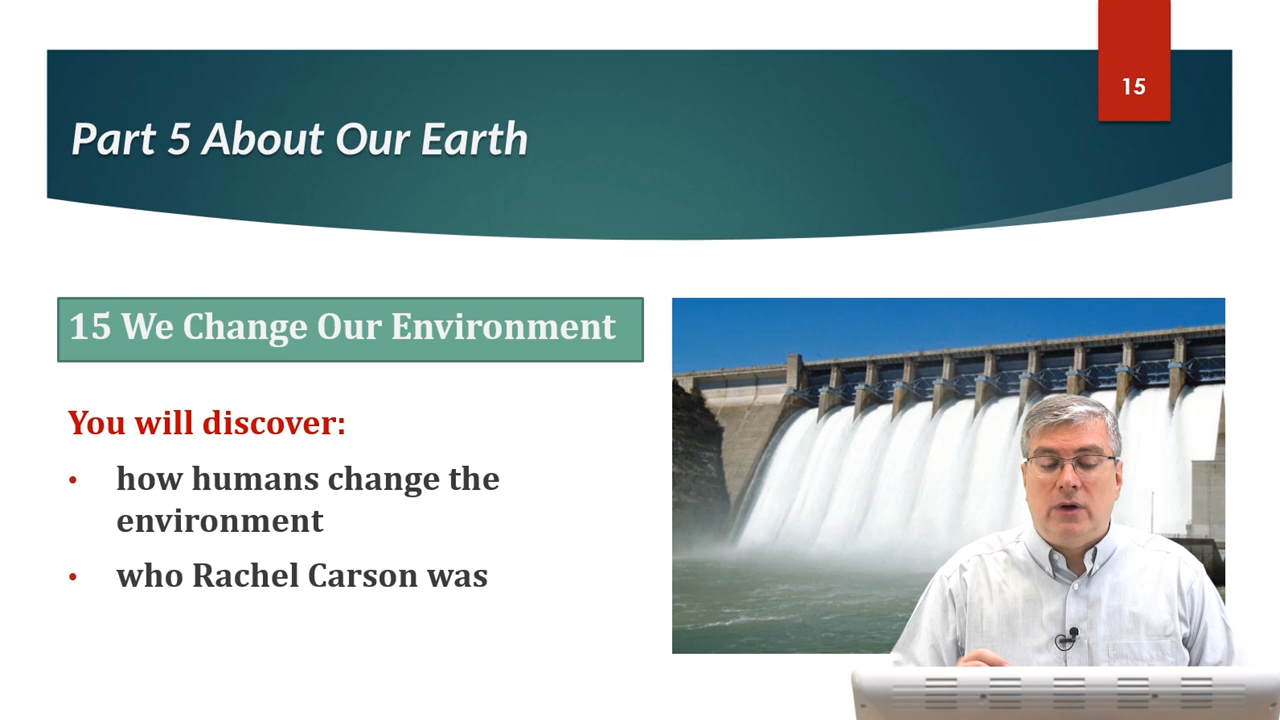 15
Part 5 About Our Earth
15 We Change Our Environment
You will discover:
• how humans change the
environment
• who Rachel Carson was